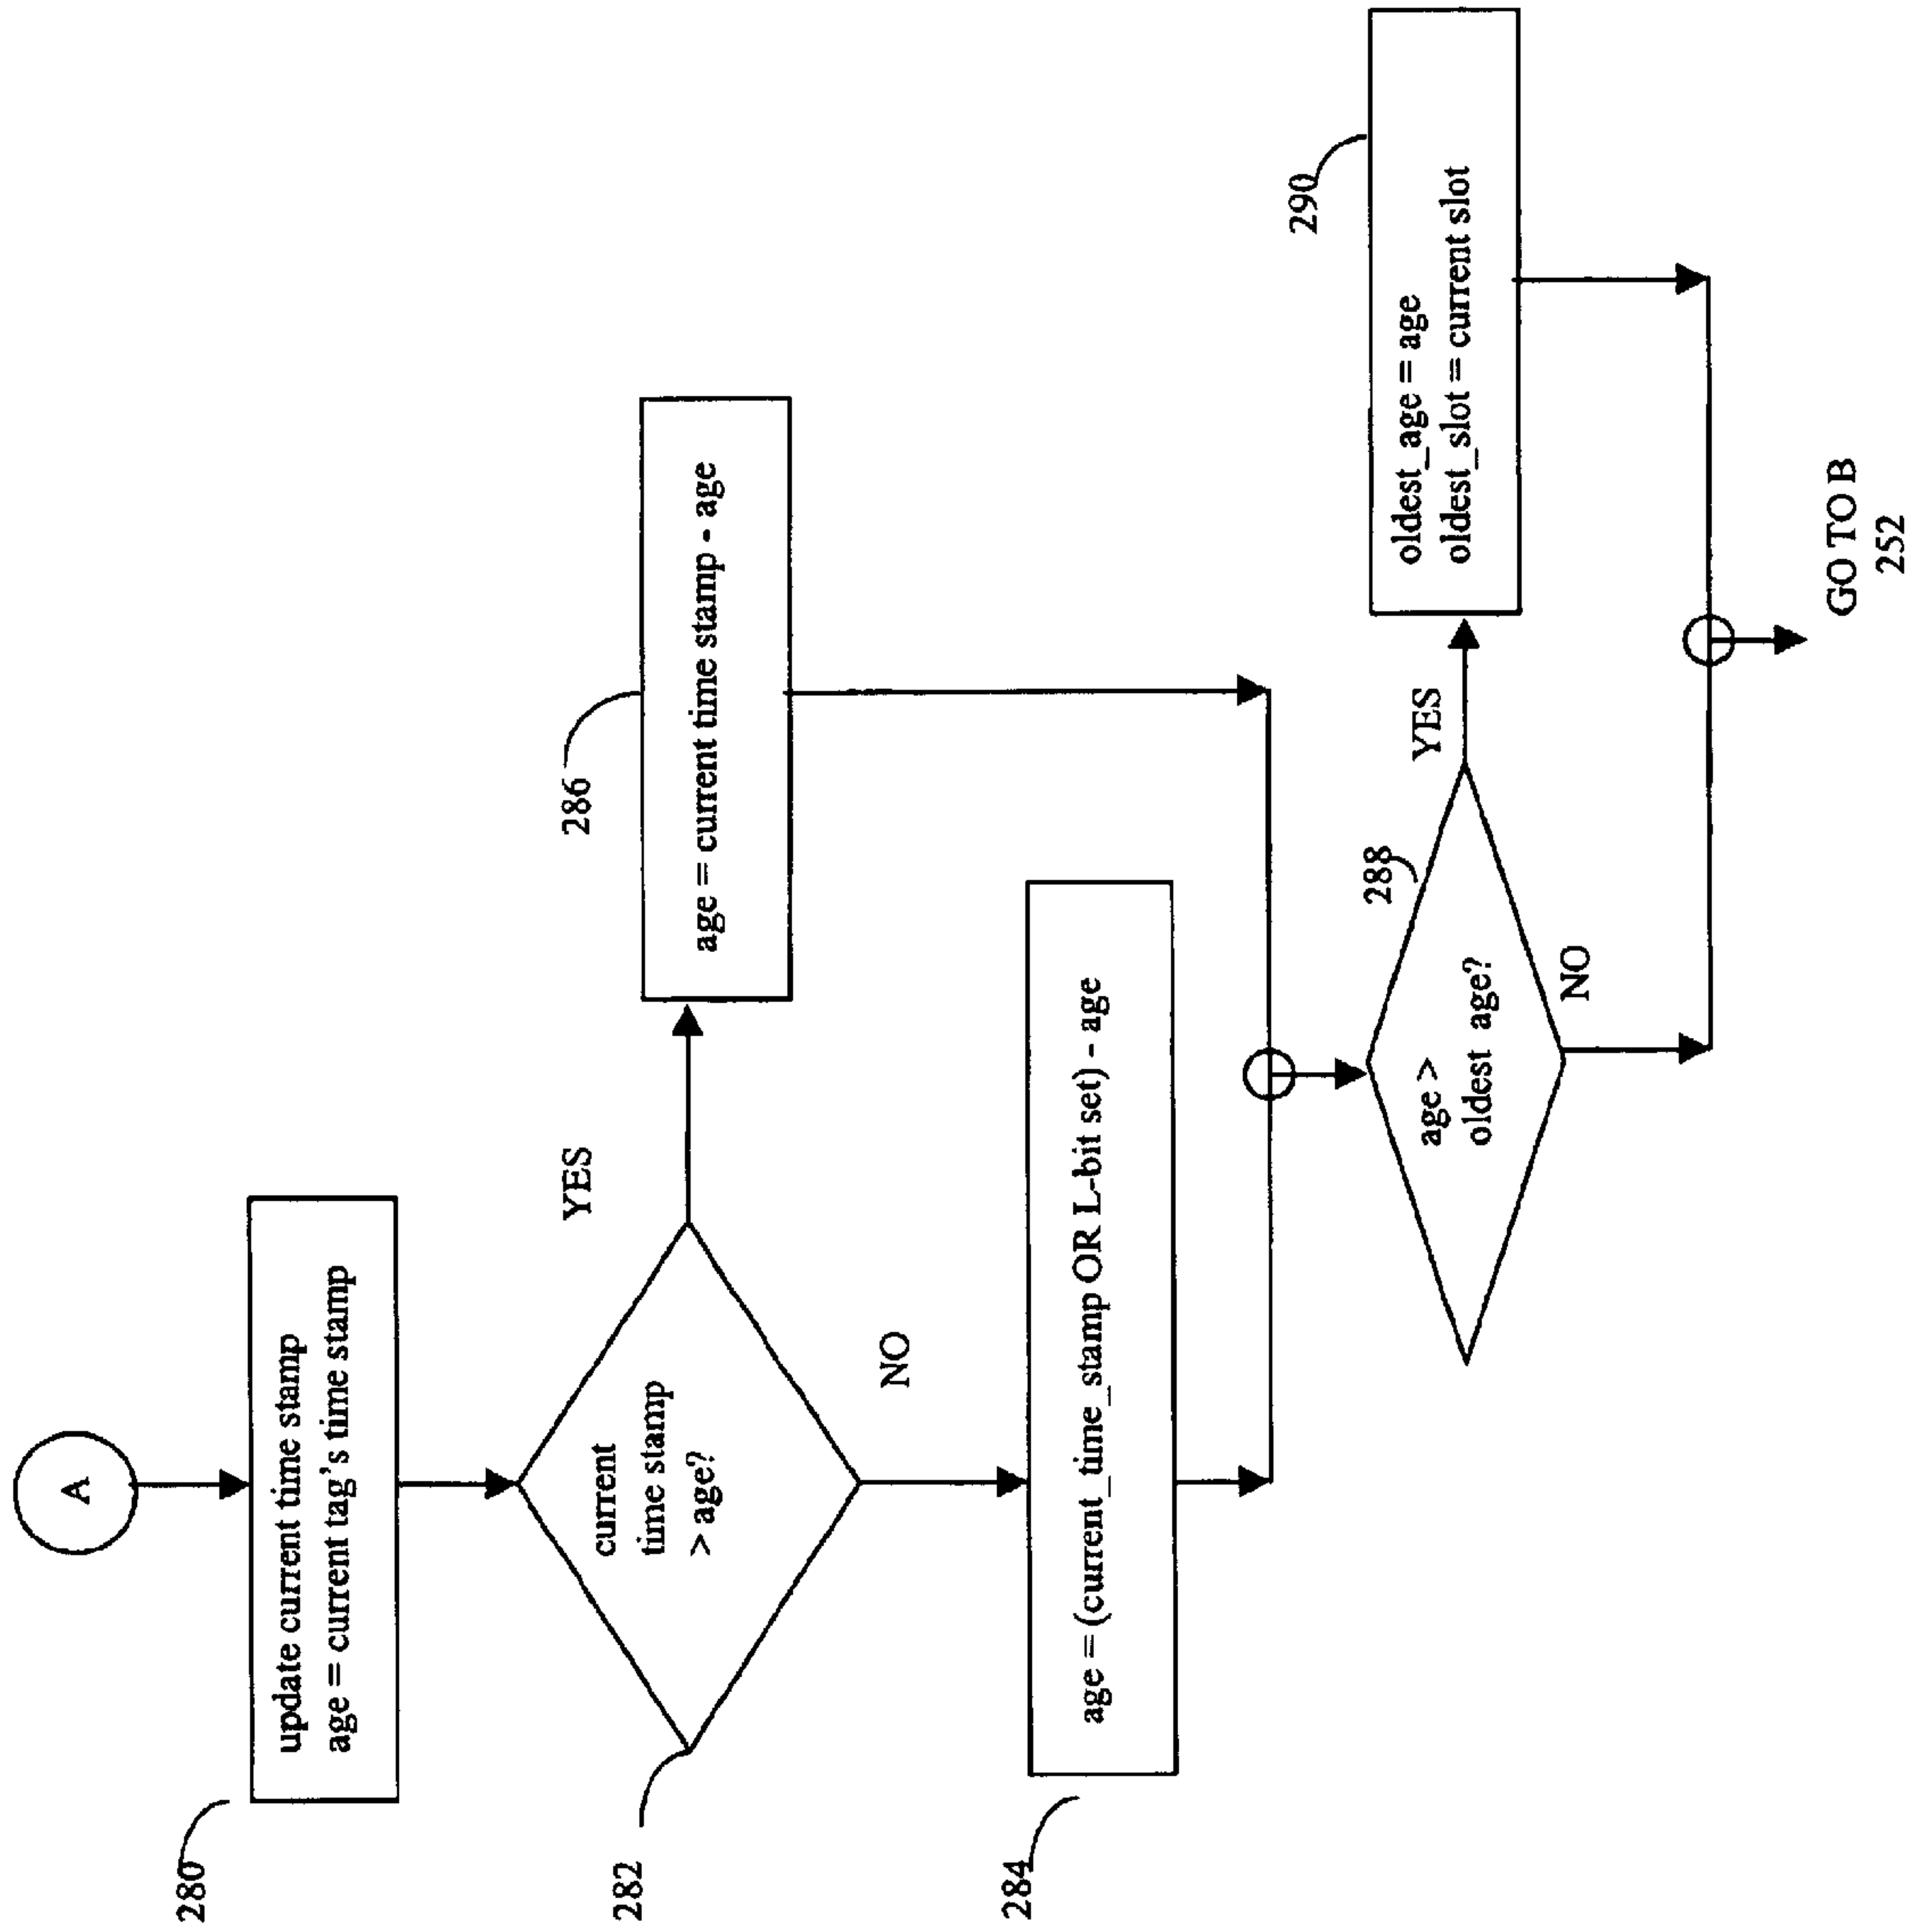 A
280
update current time stamp
age = current tag's time stamp
282
current
time stamp
> age?
YES
286
age = current time stamp - age
NO
284
age = (current_time_stamp OR L-bit set) - age
288
age >
oldest age?
YES
290
oldest_age = age
oldest_slot = current slot
NO
GO TO B
252